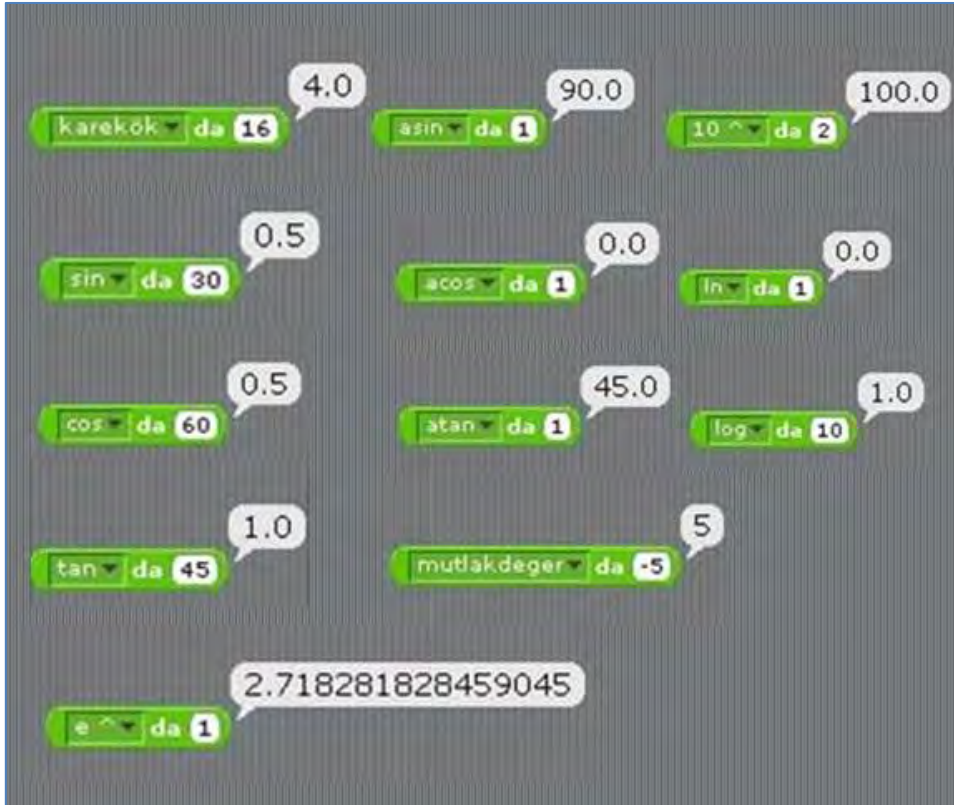 4.0
90.0
100.0
karekök da 16
asin da 1
10 ^ da 2
0.5
0.0
0.0
sin da 30
acos da 1
ln da 1
0.5
45.0
1.0
cos da 60
atan da 1
log da 10
1.0
5
tan da 45
mutlakdeger da -5
2.718281828459045
e ^ da 1